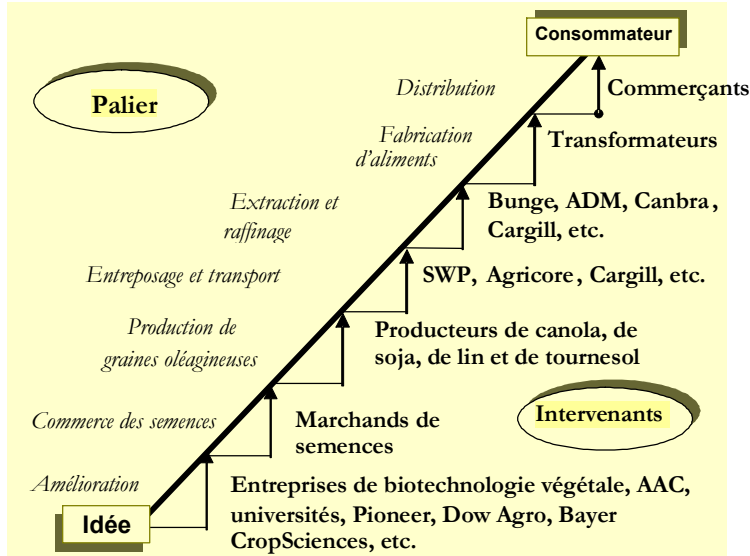 Consommateur
Distribution
Commerçants
Palier
Fabrication
d'aliments
Transformateurs
Extraction et
raffinage
Bunge, ADM, Canbra,
Cargill, etc.
Entreposage et transport
SWP, Agricore, Cargill, etc.
Production de
graines oléagineuses
Producteurs de canola, de
soja, de lin et de tournesol
Commerce des semences
Marchands de
semences
Intervenants
Amélioration
Entreprises de biotechnologie végétale, AAC,
universités, Pioneer, Dow Agro, Bayer
CropSciences, etc.
Idée